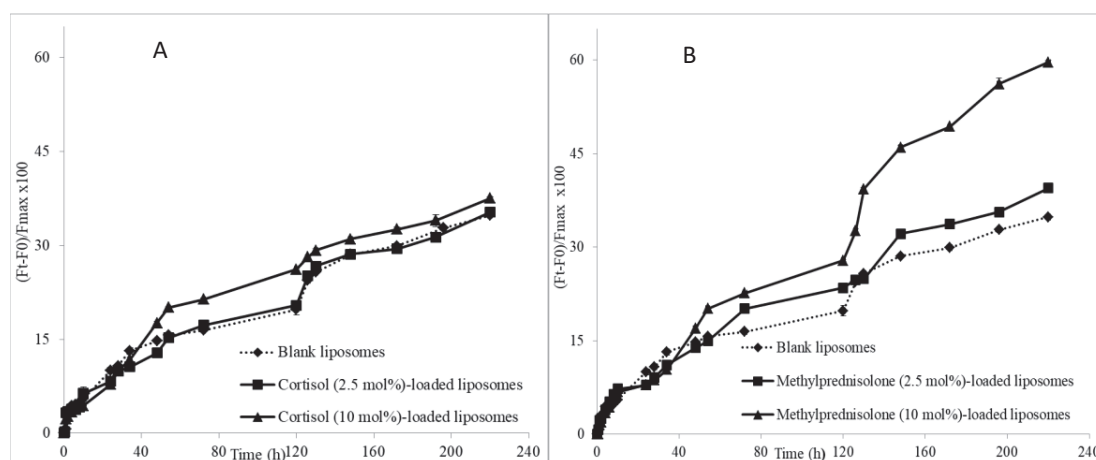 A
(Ft-F0)/Fmax x100
60
45
30
15
0
0 40 80 120 160 200 240
Time (h)
Blank liposomes
Cortisol (2.5 mol%)-loaded liposomes
Cortisol (10 mol%)-loaded liposomes
B
(Ft-F0)/Fmax x100
60
45
30
15
0
0 40 80 120 160 200 240
Time (h)
Blank liposomes
Methylprednisolone (2.5 mol%)-loaded liposomes
Methylprednisolone (10 mol%)-loaded liposomes